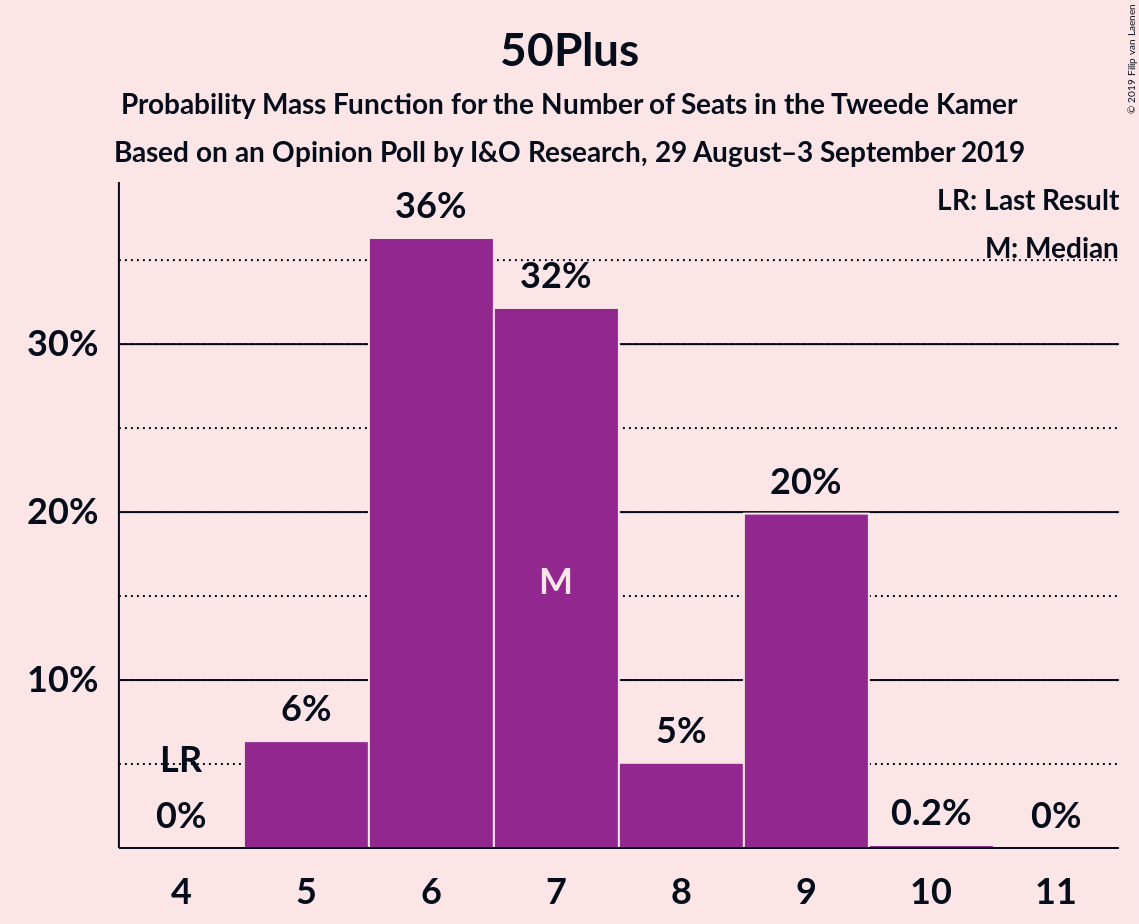 50Plus
Probability Mass Function for the Number of Seats in the Tweede Kamer
Based on an Opinion Poll by I&O Research, 29 August–3 September 2019
© 2019 Filip van Laenen
LR: Last Result
M: Median
36%
32%
30%
20%
20%
M
10%
6%
5%
LR
0%
0.2%
0%
4 5 6 7 8 9 10 11